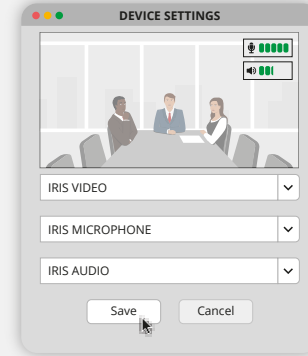 DEVICE SETTINGS
IRIS VIDEO
IRIS MICROPHONE
IRIS AUDIO
Save
Cancel